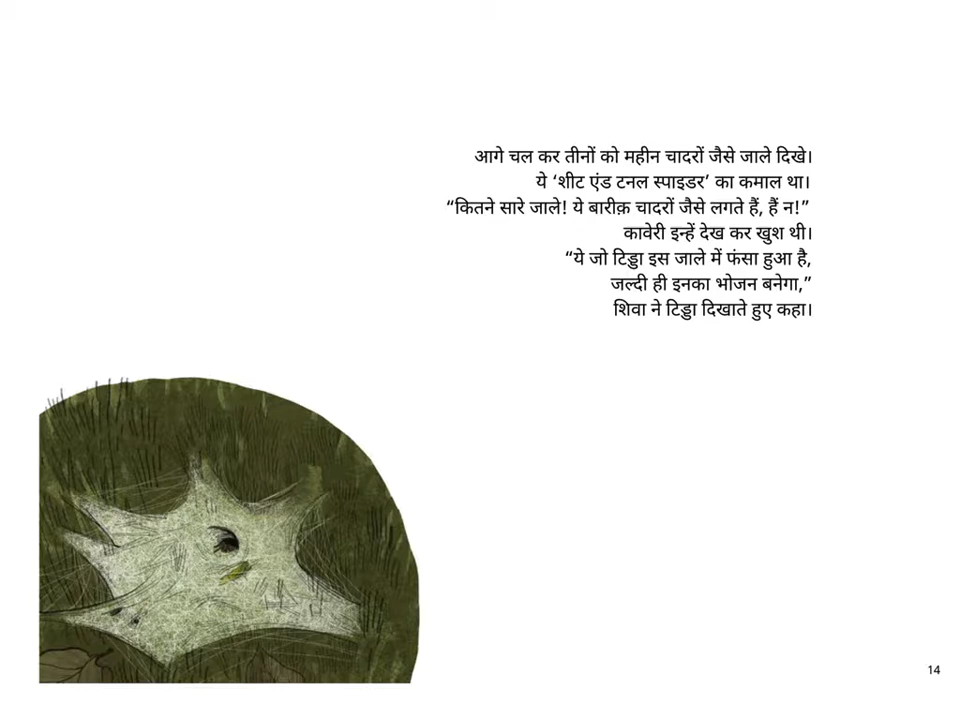 आगे चल कर तीनों को महीन चादरों जैसे जाले दिखे।
ये ‘शीट एंड टनल स्पाइडर’ का कमाल था।
“कितने सारे जाले! ये बारीक़ चादरों जैसे लगते हैं, हैं न!”
कावेरी इन्हें देख कर खुश थी।
“ये जो टिड्डा इस जाले में फंसा हुआ है,
जल्दी ही इनका भोजन बनेगा,”
शिवा ने टिड्डा दिखाते हुए कहा।
14